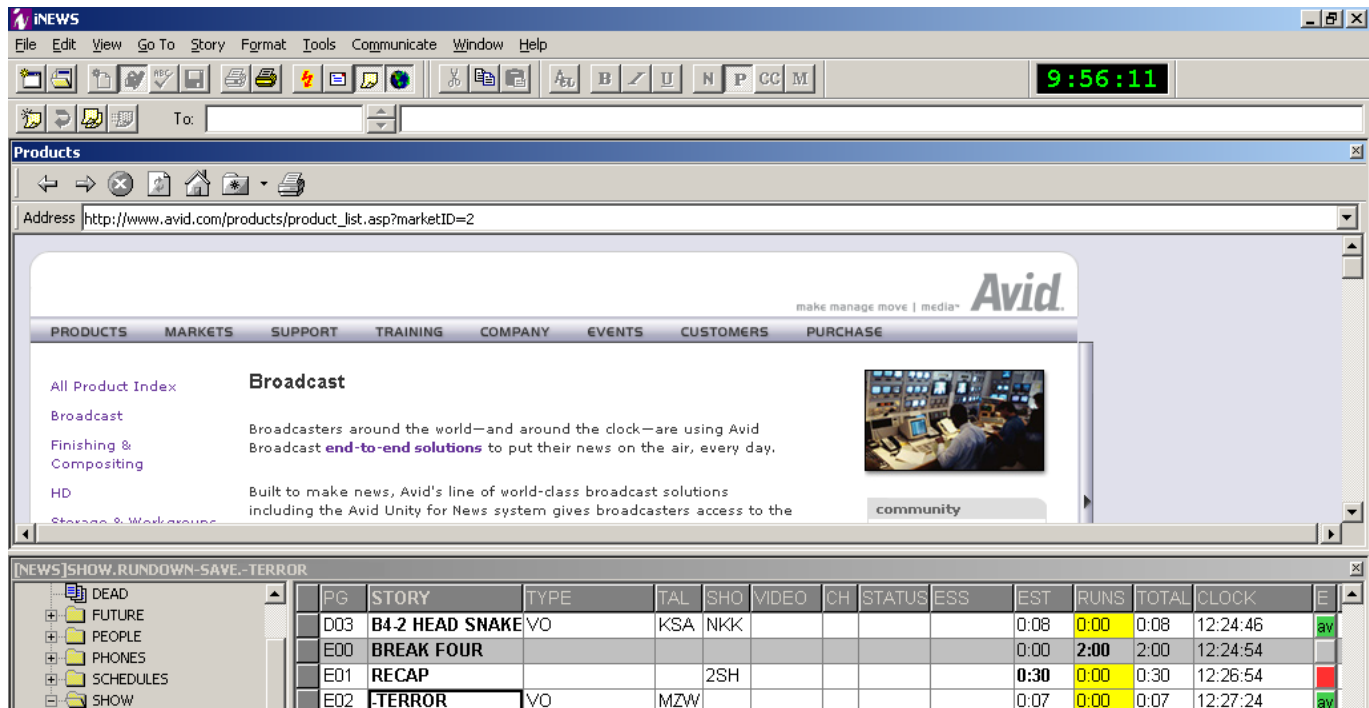 iNEWS
File Edit View Go To Story Format Tools Communicate Window Help
ABC B I U N P CC M 9:56:11
To:
Products
Address http://www.avid.com/products/product_list.asp?marketID=2
make manage move | media™ Avid.
PRODUCTS MARKETS SUPPORT TRAINING COMPANY EVENTS CUSTOMERS PURCHASE
All Product Index
Broadcast
Finishing &
Compositing
HD
Storage & Workgroups
Broadcast
Broadcasters around the world—and around the clock—are using Avid
Broadcast end-to-end solutions to put their news on the air, every day.
Built to make news, Avid's line of world-class broadcast solutions
including the Avid Unity for News system gives broadcasters access to the
community
[NEWS]SHOW.RUNDOWN-SAVE.-TERROR
DEAD
FUTURE
PEOPLE
PHONES
SCHEDULES
SHOW
PG STORY TYPE TAL SHO VIDEO CH STATUS ESS EST RUNS TOTAL CLOCK E
D03 B4-2 HEAD SNAKE VO KSA NKK 0:08 0:00 0:08 12:24:46 av
E00 BREAK FOUR 0:00 2:00 2:00 12:24:54
E01 RECAP 2SH 0:30 0:00 0:30 12:26:54
E02 -TERROR VO MZW 0:07 0:00 0:07 12:27:24 av